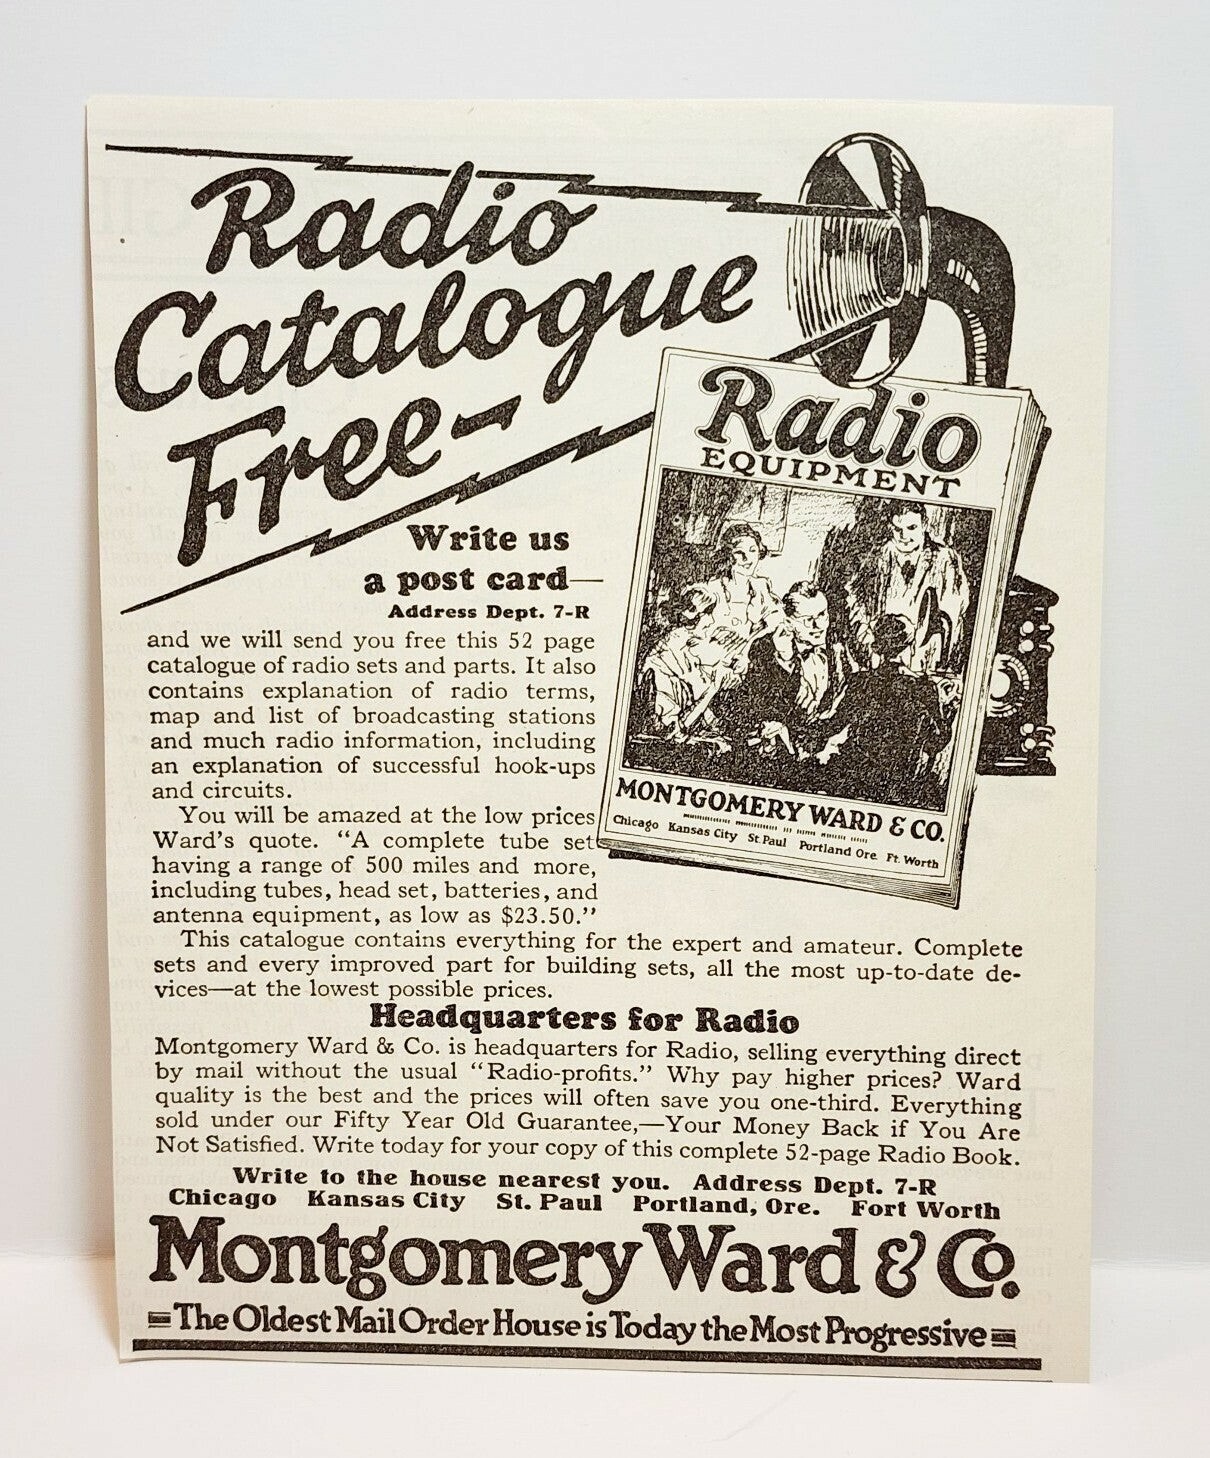 Radio
Catalogue
Free-
Write us
a post card—
Address Dept. 7-R
and we will send you free this 52 page
catalogue of radio sets and parts. It also
contains explanation of radio terms,
map and list of broadcasting stations
and much radio information, including
an explanation of successful hook-ups
and circuits.
You will be amazed at the low prices
Ward's quote. “A complete tube set
having a range of 500 miles and more,
including tubes, head set, batteries, and
antenna equipment, as low as $23.50.”
Radio
EQUIPMENT
MONTGOMERY WARD & CO.
Chicago Kansas City St Paul Portland Ore. Ft. Worth
This catalogue contains everything for the expert and amateur. Complete
sets and every improved part for building sets, all the most up-to-date de-
vices—at the lowest possible prices.
Headquarters for Radio
Montgomery Ward & Co. is headquarters for Radio, selling everything direct
by mail without the usual “Radio-profits.” Why pay higher prices? Ward
quality is the best and the prices will often save you one-third. Everything
sold under our Fifty Year Old Guarantee,—Your Money Back if You Are
Not Satisfied. Write today for your copy of this complete 52-page Radio Book.
Write to the house nearest you. Address Dept. 7-R
Chicago Kansas City St. Paul Portland, Ore. Fort Worth
Montgomery Ward & Co.
The Oldest Mail Order House is Today the Most Progressive